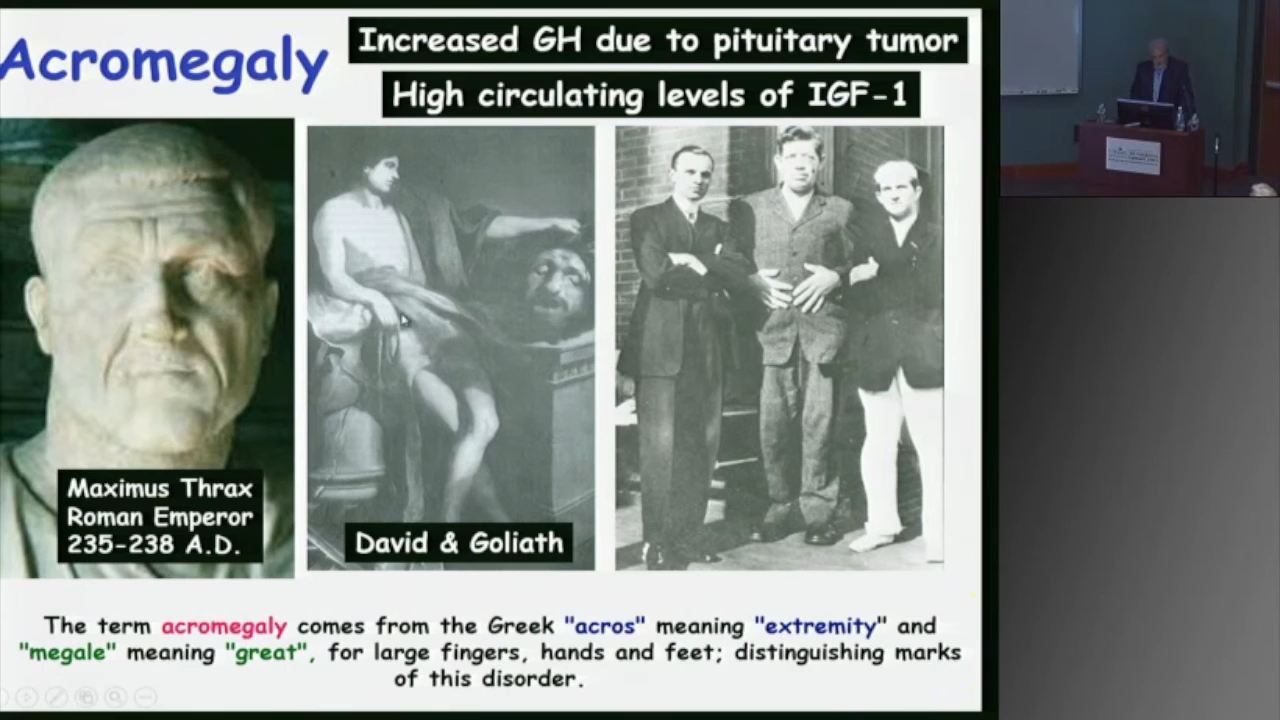 Acromegaly
Increased GH due to pituitary tumor
High circulating levels of IGF-1
Maximus Thrax
Roman Emperor
235-238 A.D.
David & Goliath
The term acromegaly comes from the Greek "acros" meaning "extremity" and
"megale" meaning "great", for large fingers, hands and feet; distinguishing marks
of this disorder.